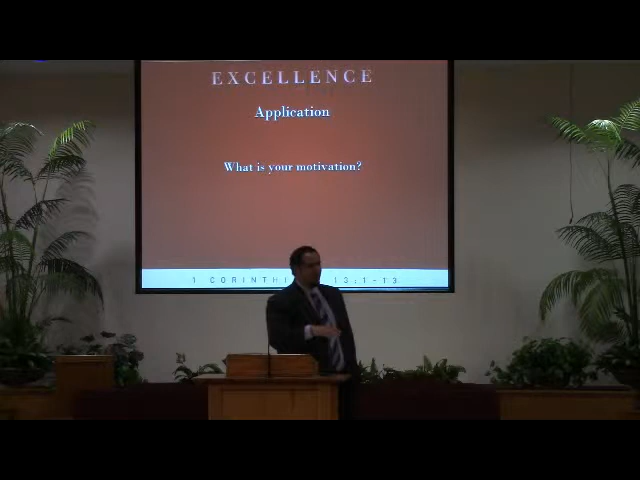 EXCELLENCE
Application
What is your motivation?
1 CORINTHI 13:1-13